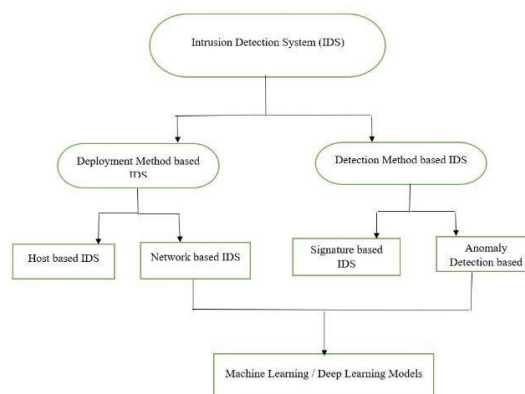 Intrusion Detection System (IDS)
Deployment Method based
IDS
Detection Method based IDS
Host based IDS
Network based IDS
Signature based
IDS
Anomaly
Detection based
Machine Learning / Deep Learning Models